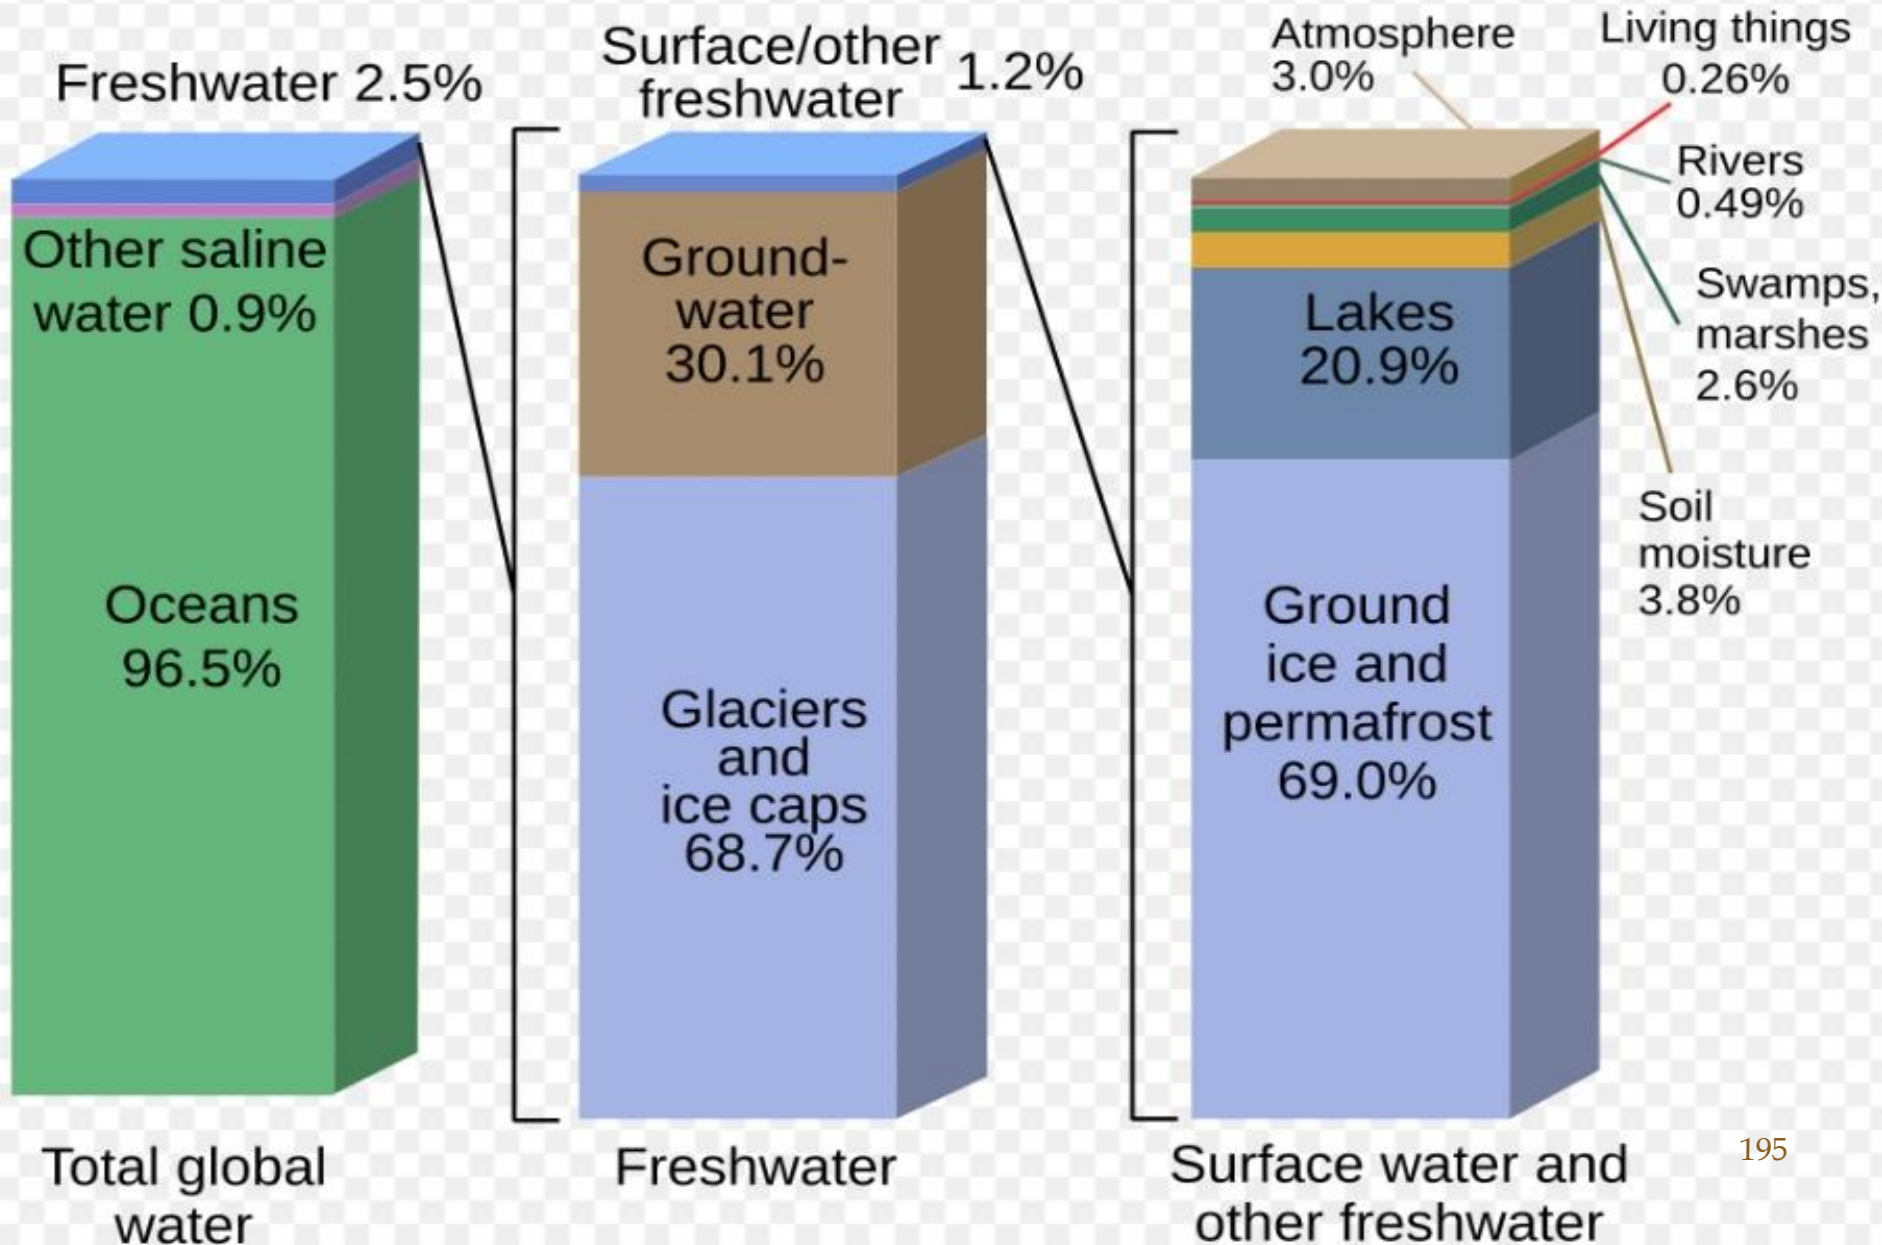 Freshwater 2.5%
Other saline
water 0.9%
Oceans
96.5%
Total global
water
Surface/other
freshwater
1.2%
Ground-
water
30.1%
Glaciers
and
ice caps
68.7%
Freshwater
Atmosphere
3.0%
Living things
0.26%
Rivers
0.49%
Swamps,
marshes
2.6%
Soil
moisture
3.8%
Lakes
20.9%
Ground
ice and
permafrost
69.0%
Surface water and
other freshwater
195